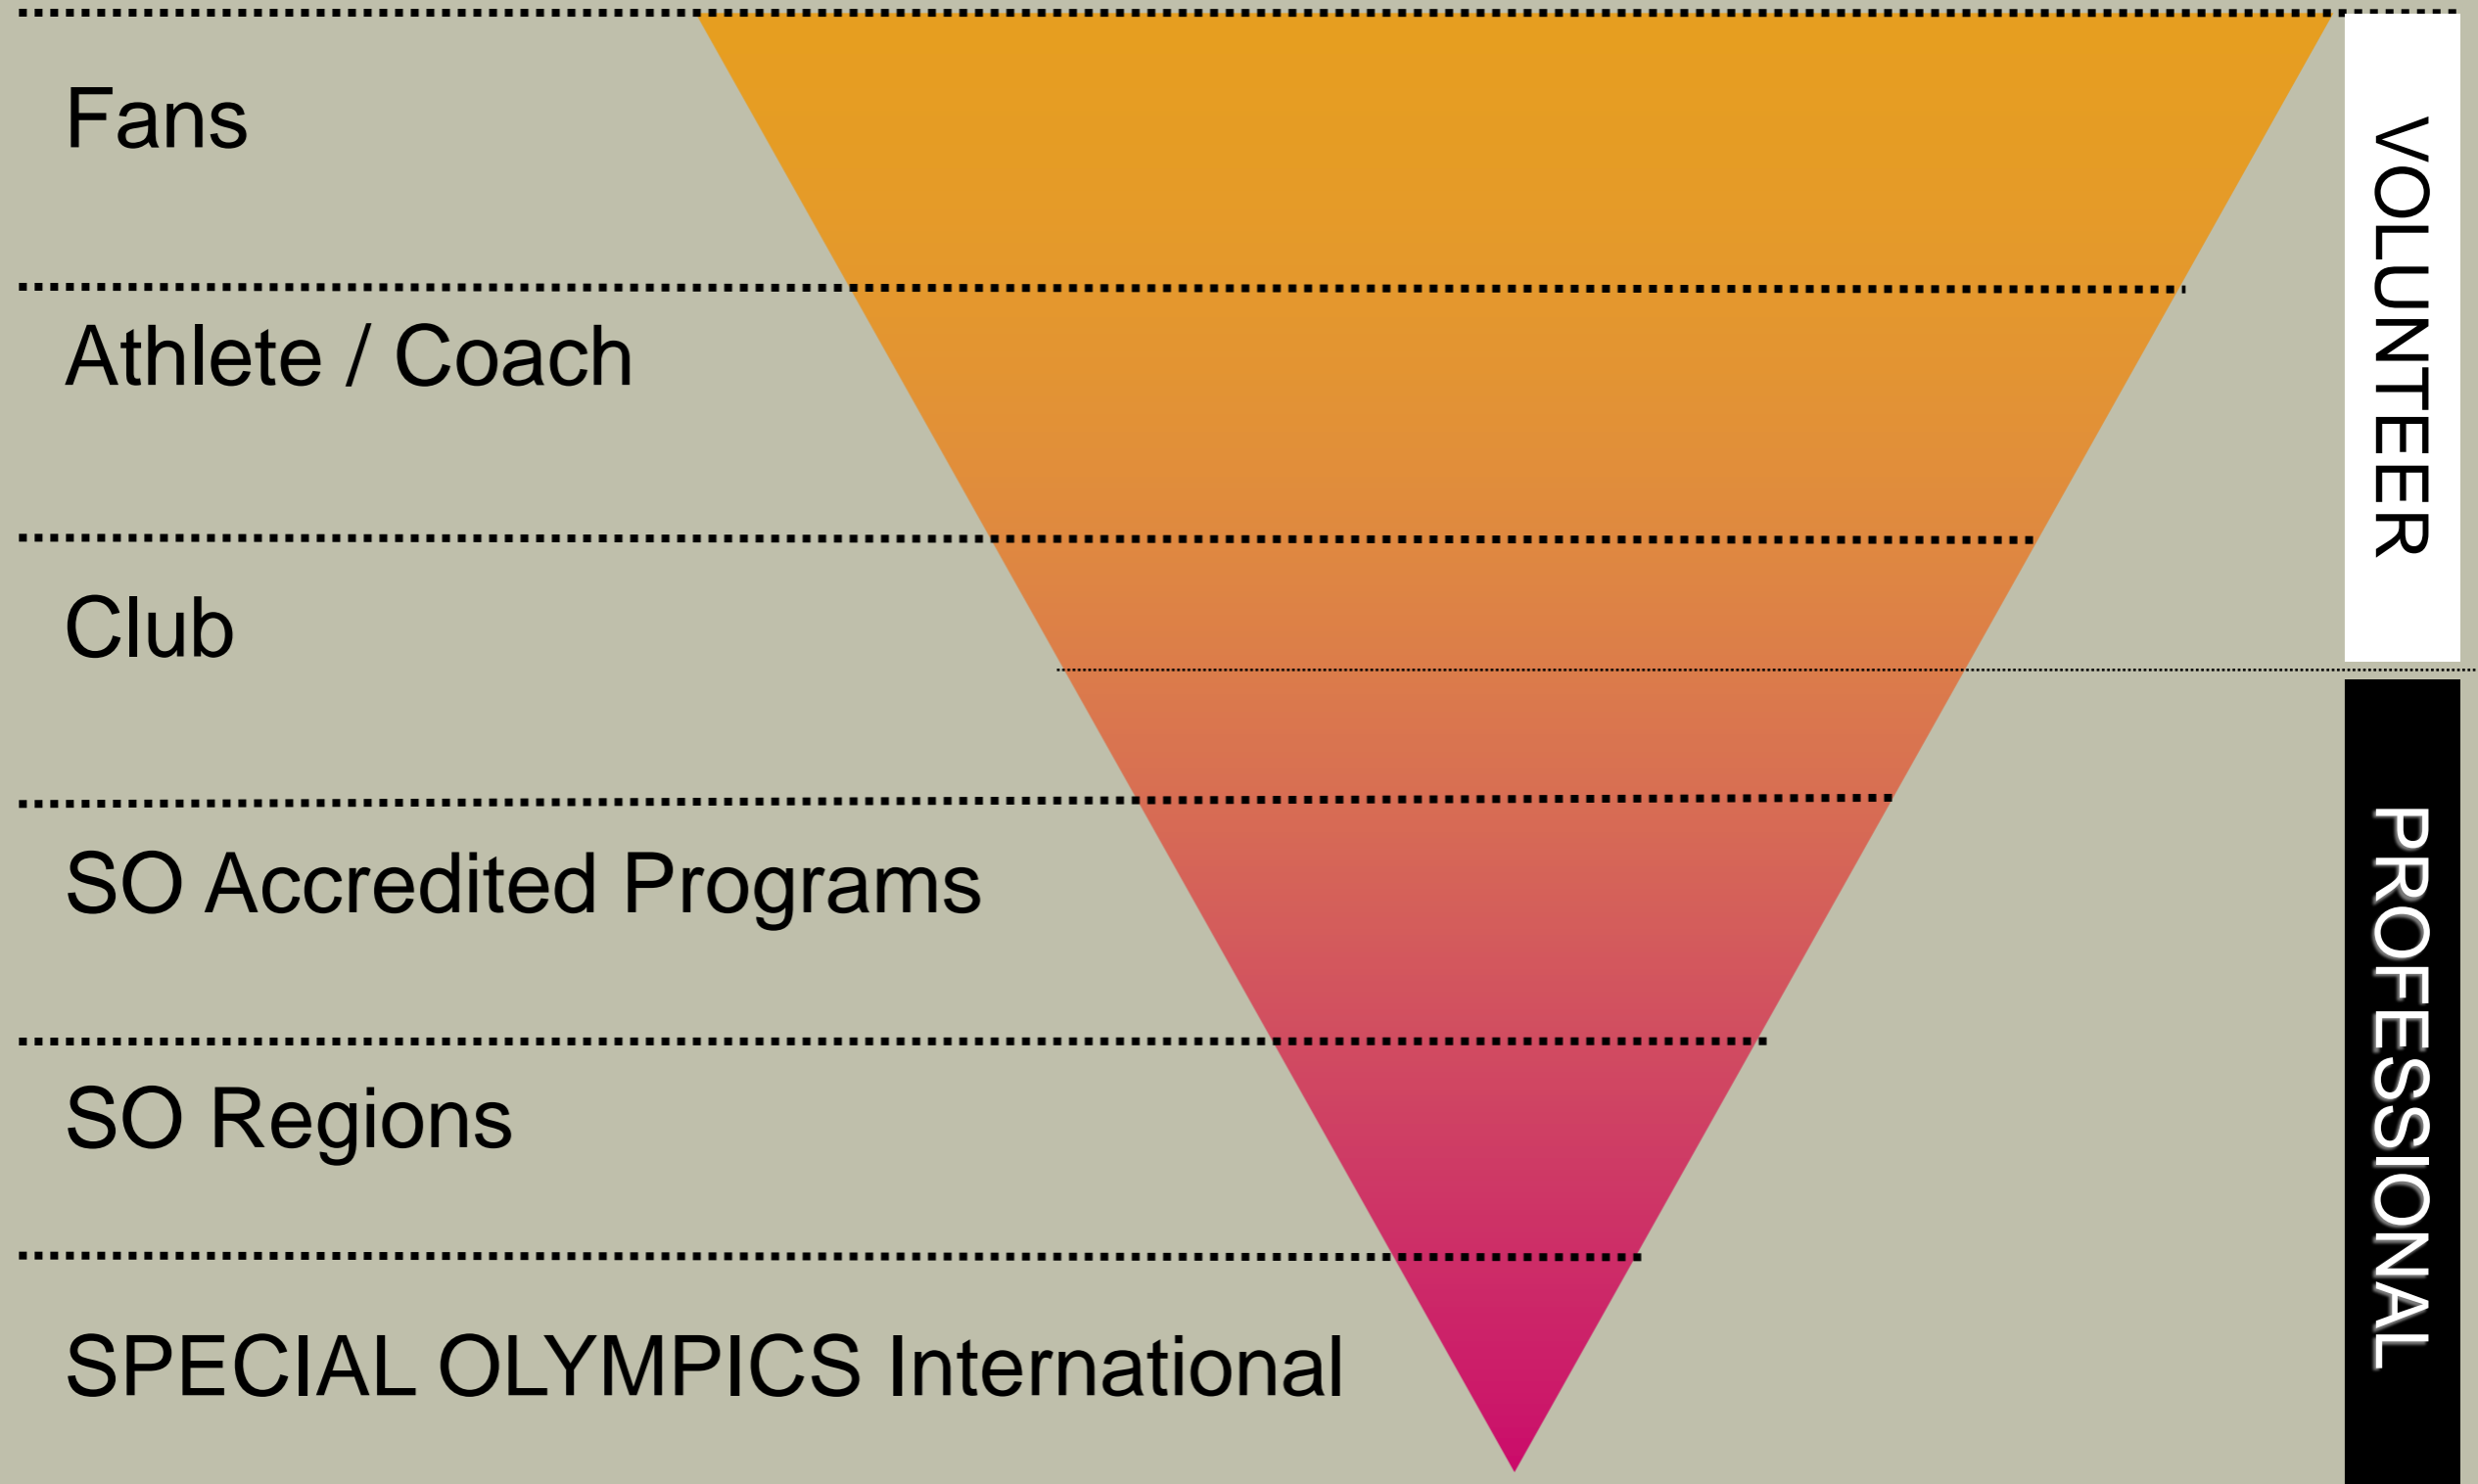 Fans
Athlete / Coach
Club
SO Accredited Programs
SO Regions
SPECIAL OLYMPICS International
VOLUNTEER
PROFESSIONAL